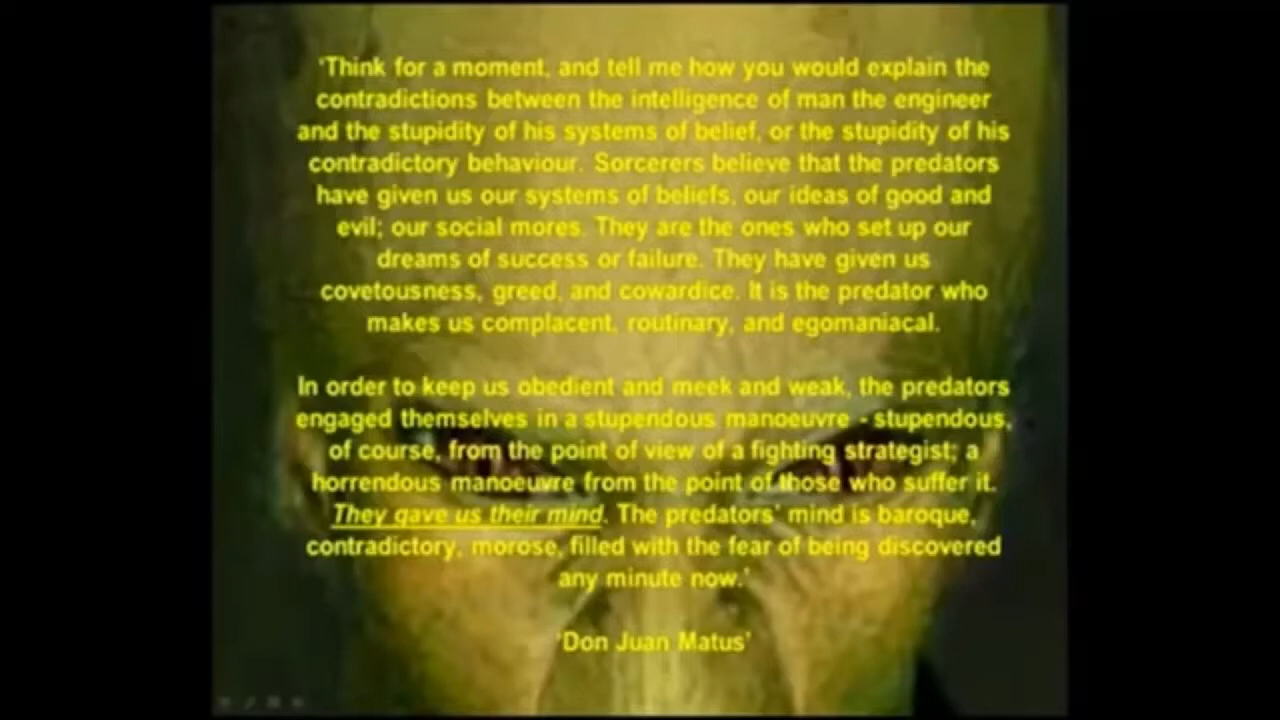 'Think for a moment, and tell me how you would explain the
contradictions between the intelligence of man the engineer
and the stupidity of his systems of belief, or the stupidity of his
contradictory behaviour. Sorcerers believe that the predators
have given us our systems of beliefs, our ideas of good and
evil; our social mores. They are the ones who set up our
dreams of success or failure. They have given us
covetousness, greed, and cowardice. It is the predator who
makes us complacent, routinary, and egomaniacal.
In order to keep us obedient and meek and weak, the predators
engaged themselves in a stupendous manoeuvre - stupendous,
of course, from the point of view of a fighting strategist; a
horrendous manoeuvre from the point of those who suffer it.
They gave us their mind. The predators' mind is baroque,
contradictory, morose, filled with the fear of being discovered
any minute now.'
'Don Juan Matus'